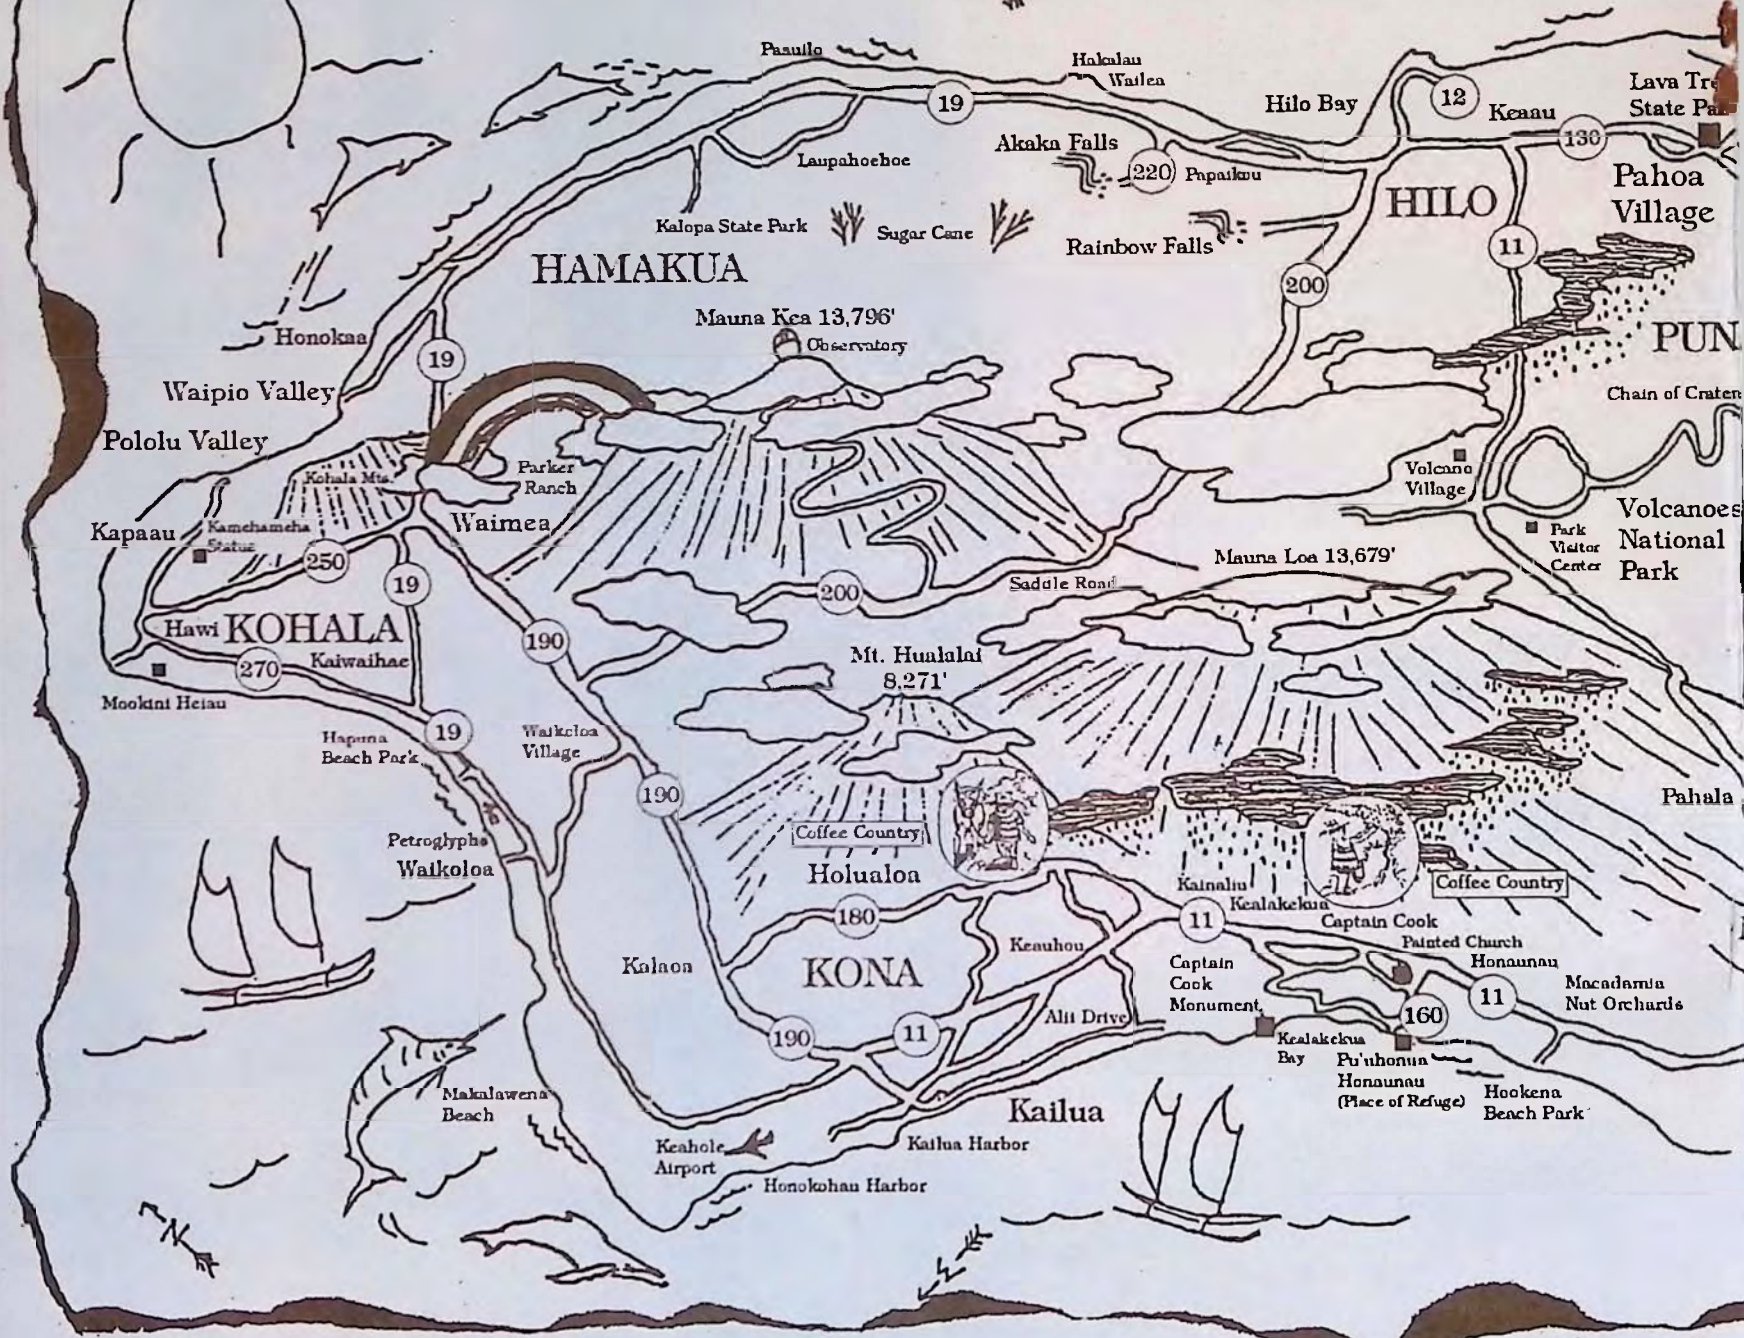 Pasuilo
Hakalau
Wailea
Hilo Bay
12
Keaau
Lava Tr
State Pa
19
130
Akaka Falls
Laupahoehoe
220
Papaikou
HILO
Pahoa
Village
Kalopa State Park
Sugar Cane
Rainbow Falls
11
HAMAKUA
200
Mauna Kea 13,796'
Observatory
Honokaa
19
PUN
Waipio Valley
Chain of Crater
Pololu Valley
Kohala Mts.
Parker
Ranch
Volcano
Village
Kapaau
Kamehameha
Statue
Waimea
Volcanoes
National
Park
Park
Visitor
Center
250
19
Mauna Loa 13,679'
Saddle Road
200
Hawi
KOHALA
190
Kaiwaihae
270
Mt. Hualalai
8,271'
Mookini Heiau
19
Hapuna
Beach Park
Waikoloa
Village
190
Pahala
Petroglyphs
Waikoloa
Coffee Country
Holualoa
Kainaliu
Kealakekua
Coffee Country
180
11
Captain Cook
Keauhou
Painted Church
Honaunau
Kalaoa
KONA
Captain
Cook
Monument
11
Macadamia
Nut Orchards
Alii Drive
160
190
11
Kealakekua
Bay
Pu'uhonua
Honaunau
(Place of Refuge)
Makalawena
Beach
Kailua
Hookena
Beach Park
Keahole
Airport
Kailua Harbor
Honokohau Harbor
N